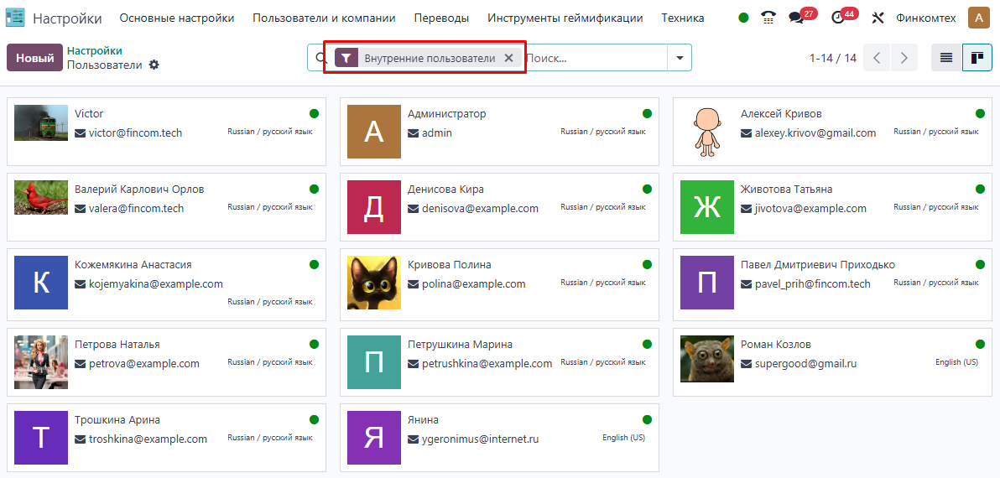 Настройки Основные настройки Пользователи и компании Переводы Инструменты геймификации Техника 27 44 Финкомтех A
Новый Настройки
Пользователи
Внутренние пользователи Поиск...
1-14 / 14
Victor
victor@fincom.tech Russian / русский язык
А Администратор
admin Russian / русский язык
Алексей Кривов
alexey.krivov@gmail.com Russian / русский язык
Валерий Карлович Орлов
valera@fincom.tech Russian / русский язык
Д Денисова Кира
denisova@example.com Russian / русский язык
Ж Животова Татьяна
jivotova@example.com Russian / русский язык
К Кожемякина Анастасия
kojemyakina@example.com
Russian / русский язык
Кривова Полина
polina@example.com Russian / русский язык
П Павел Дмитриевич Приходько
pavel_prih@fincom.tech Russian / русский язык
Петрова Наталья
petrova@example.com Russian / русский язык
П Петрушкина Марина
petrushkina@example.com Russian / русский язык
Роман Козлов
supergood@gmail.ru English (US)
Т Трошкина Арина
troshkina@example.com Russian / русский язык
Я Янина
ygeronimus@internet.ru English (US)